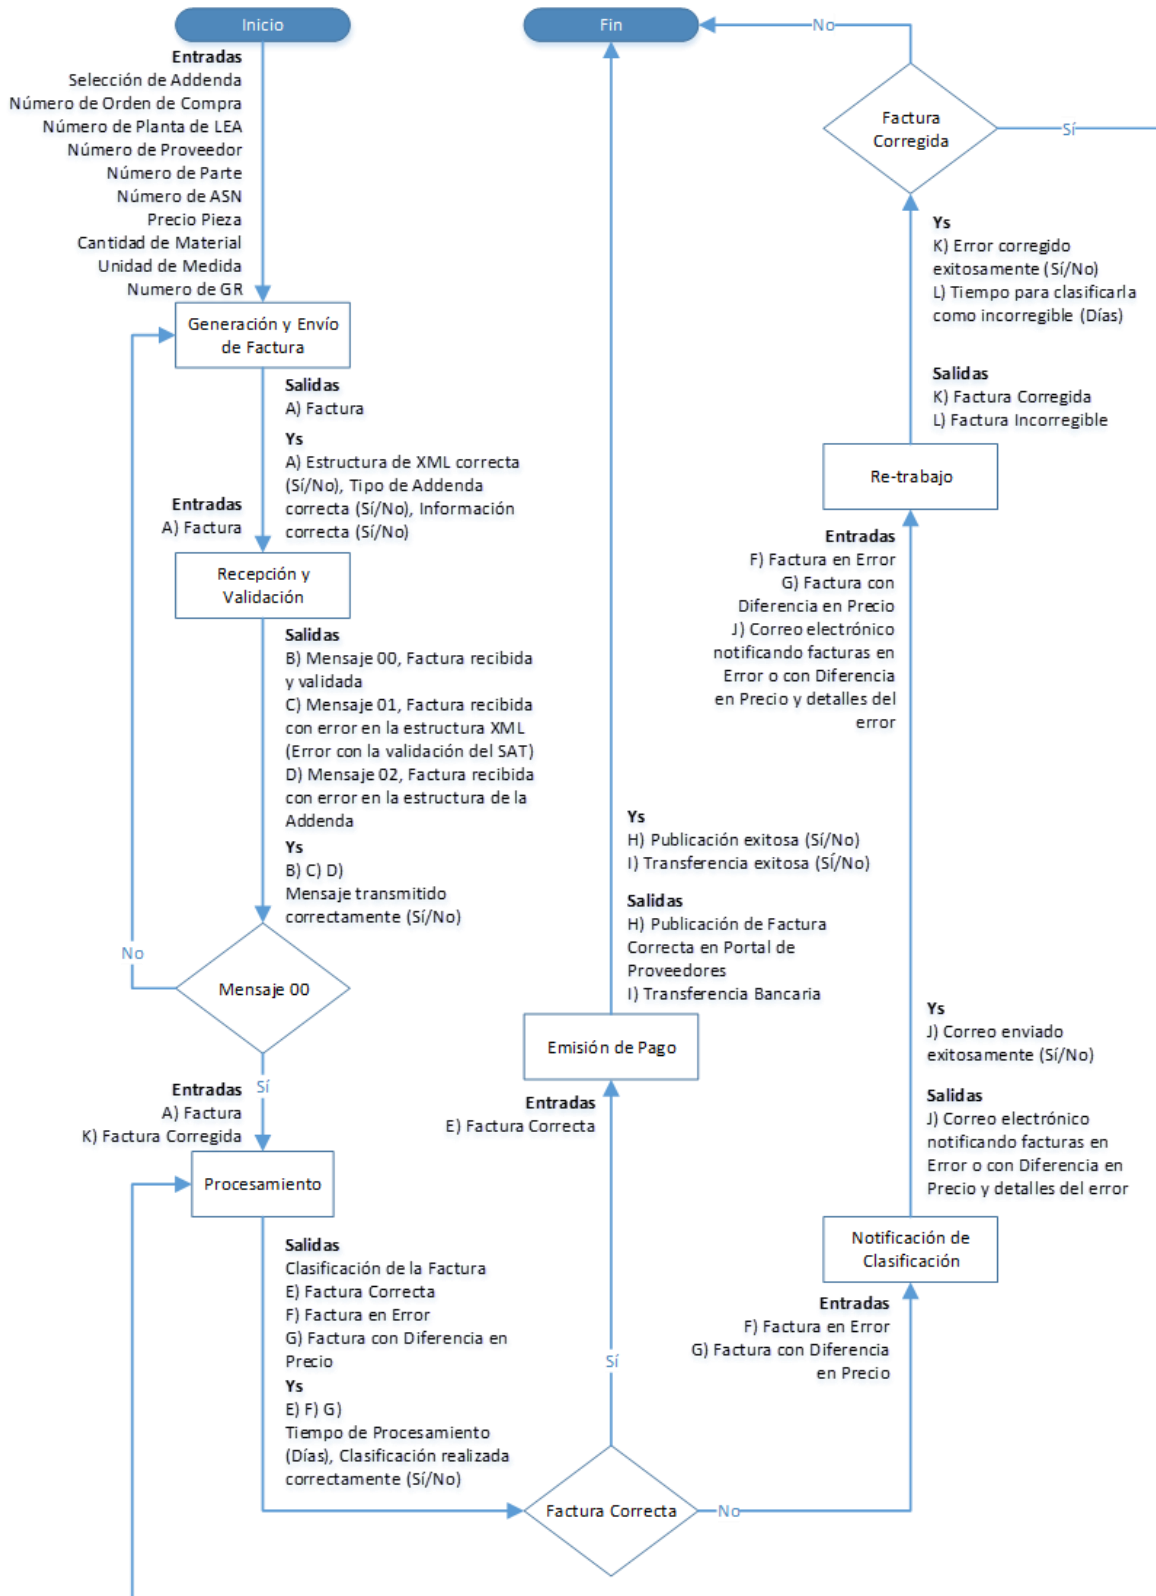 Inicio
Entradas
Selección de Addenda
Número de Orden de Compra
Número de Planta de LEA
Número de Proveedor
Número de Parte
Número de ASN
Precio Pieza
Cantidad de Material
Unidad de Medida
Numero de GR
Generación y Envío
de Factura
Salidas
A) Factura
Ys
A) Estructura de XML correcta
(Sí/No), Tipo de Addenda
correcta (Sí/No), Información
correcta (Sí/No)
Entradas
A) Factura
Recepción y
Validación
Salidas
B) Mensaje 00, Factura recibida
y validada
C) Mensaje 01, Factura recibida
con error en la estructura XML
(Error con la validación del SAT)
D) Mensaje 02, Factura recibida
con error en la estructura de la
Addenda
Ys
B) C) D)
Mensaje transmitido
correctamente (Sí/No)
No
Mensaje 00
Sí
Entradas
A) Factura
K) Factura Corregida
Procesamiento
Salidas
Clasificación de la Factura
E) Factura Correcta
F) Factura en Error
G) Factura con Diferencia en
Precio
Ys
E) F) G)
Tiempo de Procesamiento
(Días), Clasificación realizada
correctamente (Sí/No)
Factura Correcta
Sí
No
Entradas
E) Factura Correcta
Emisión de Pago
Salidas
H) Publicación de Factura
Correcta en Portal de
Proveedores
I) Transferencia Bancaria
Ys
H) Publicación exitosa (Sí/No)
I) Transferencia exitosa (SÍ/No)
Fin
Entradas
F) Factura en Error
G) Factura con Diferencia
en Precio
Notificación de
Clasificación
Salidas
J) Correo electrónico
notificando facturas en
Error o con Diferencia en
Precio y detalles del error
Ys
J) Correo enviado
exitosamente (Sí/No)
Entradas
F) Factura en Error
G) Factura con
Diferencia en Precio
J) Correo electrónico
notificando facturas en
Error o con Diferencia
en Precio y detalles del
error
Re-trabajo
Salidas
K) Factura Corregida
L) Factura Incorregible
Ys
K) Error corregido
exitosamente (Sí/No)
L) Tiempo para clasificarla
como incorregible (Días)
Factura
Corregida
No
Sí